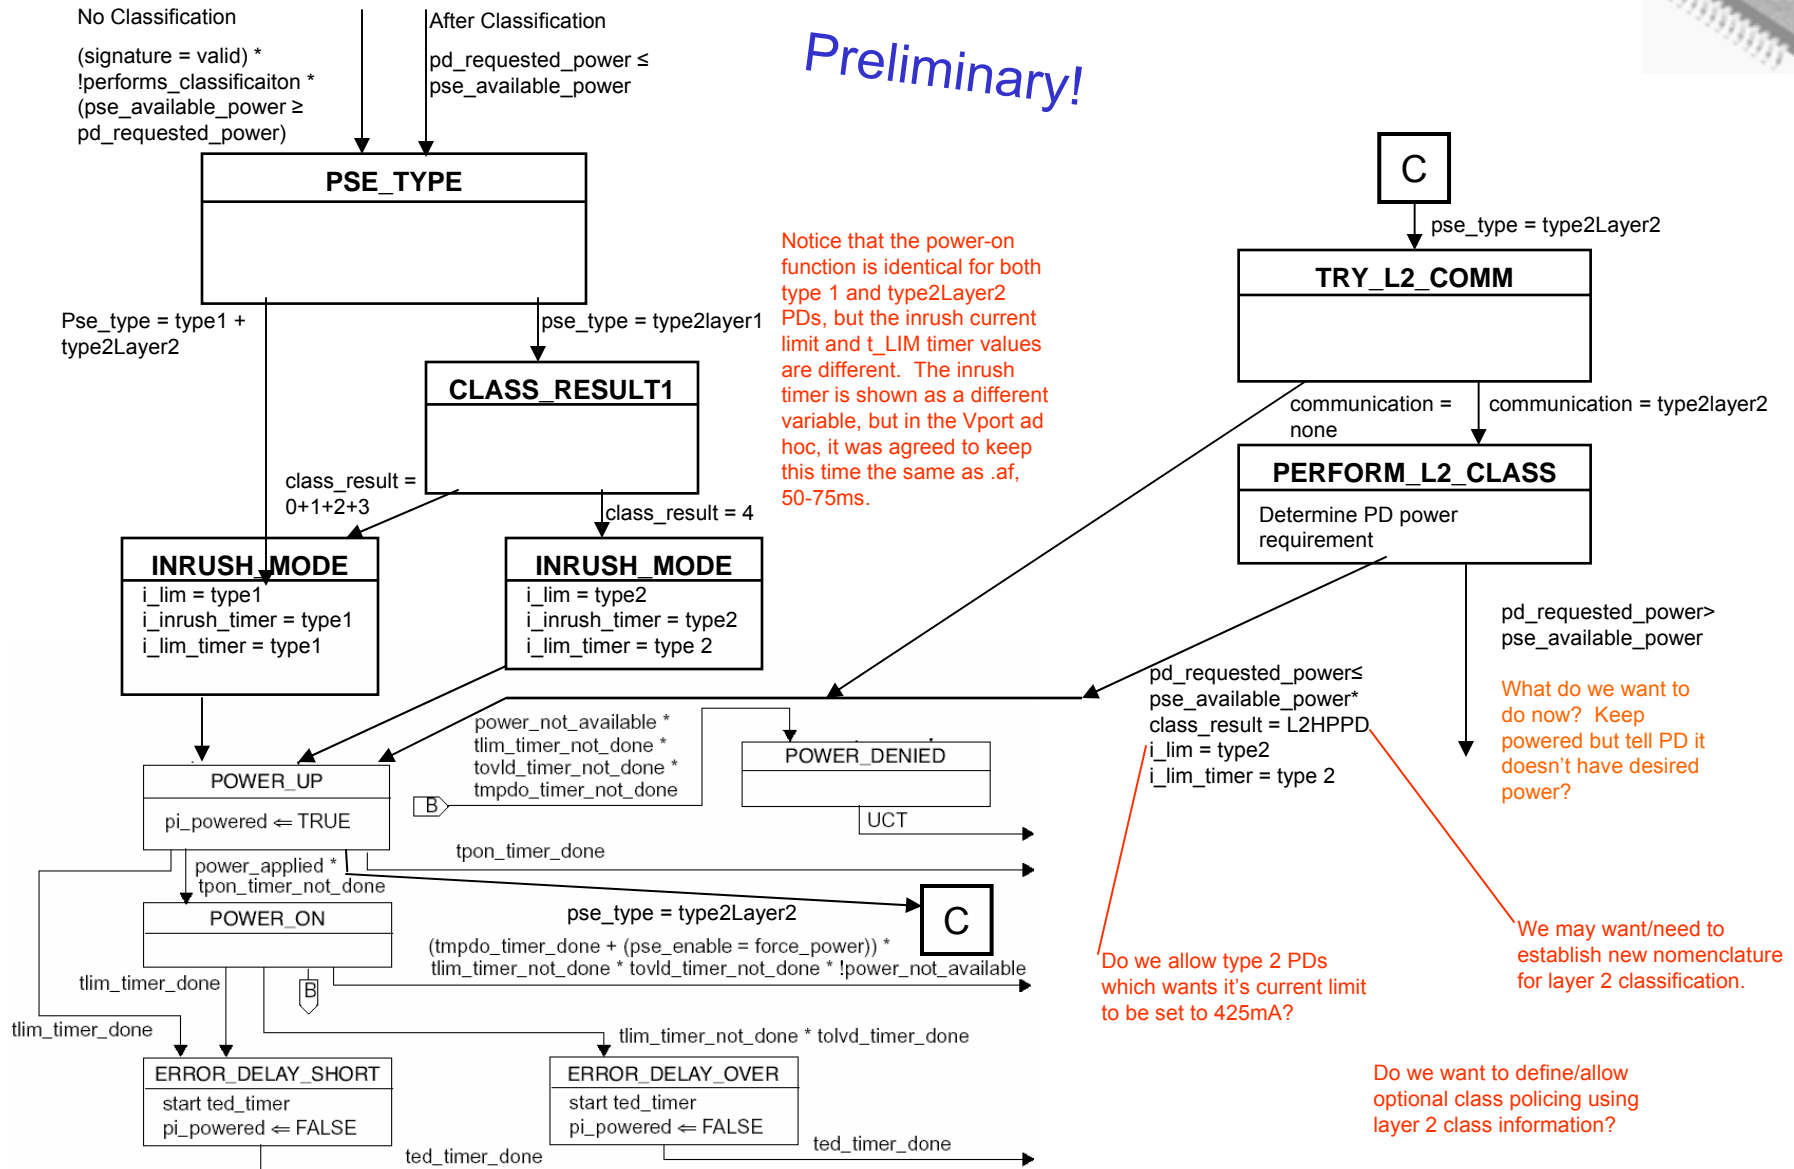 No Classification
(signature = valid) *
!performs_classificaiton *
(pse_available_power ≥
pd_requested_power)
After Classification
pd_requested_power ≤
pse_available_power
Preliminary!
PSE_TYPE
Pse_type = type1 +
type2Layer2
pse_type = type2layer1
CLASS_RESULT1
class_result =
0+1+2+3
class_result = 4
INRUSH_MODE
i_lim = type1
i_inrush_timer = type1
i_lim_timer = type1
INRUSH_MODE
i_lim = type2
i_inrush_timer = type2
i_lim_timer = type 2
Notice that the power-on
function is identical for both
type 1 and type2Layer2
PDs, but the inrush current
limit and t_LIM timer values
are different. The inrush
timer is shown as a different
variable, but in the Vport ad
hoc, it was agreed to keep
this time the same as .af,
50-75ms.
C
pse_type = type2Layer2
TRY_L2_COMM
communication =
none
communication = type2layer2
PERFORM_L2_CLASS
Determine PD power
requirement
pd_requested_power>
pse_available_power
What do we want to
do now? Keep
powered but tell PD it
doesn't have desired
power?
pd_requested_power≤
pse_available_power*
class_result = L2HPPD
i_lim = type2
i_lim_timer = type 2
power_not_available *
tlim_timer_not_done *
tovld_timer_not_done *
tmpdo_timer_not_done
B
POWER_DENIED
UCT
POWER_UP
pi_powered ⇐ TRUE
tpon_timer_done
power_applied *
tpon_timer_not_done
POWER_ON
pse_type = type2Layer2
C
(tmpdo_timer_done + (pse_enable = force_power)) *
tlim_timer_not_done * tovld_timer_not_done * !power_not_available
tlim_timer_done
B
tlim_timer_done
tlim_timer_not_done * tolvd_timer_done
ERROR_DELAY_SHORT
start ted_timer
pi_powered ⇐ FALSE
ted_timer_done
ERROR_DELAY_OVER
start ted_timer
pi_powered ⇐ FALSE
ted_timer_done
Do we allow type 2 PDs
which wants it's current limit
to be set to 425mA?
We may want/need to
establish new nomenclature
for layer 2 classification.
Do we want to define/allow
optional class policing using
layer 2 class information?